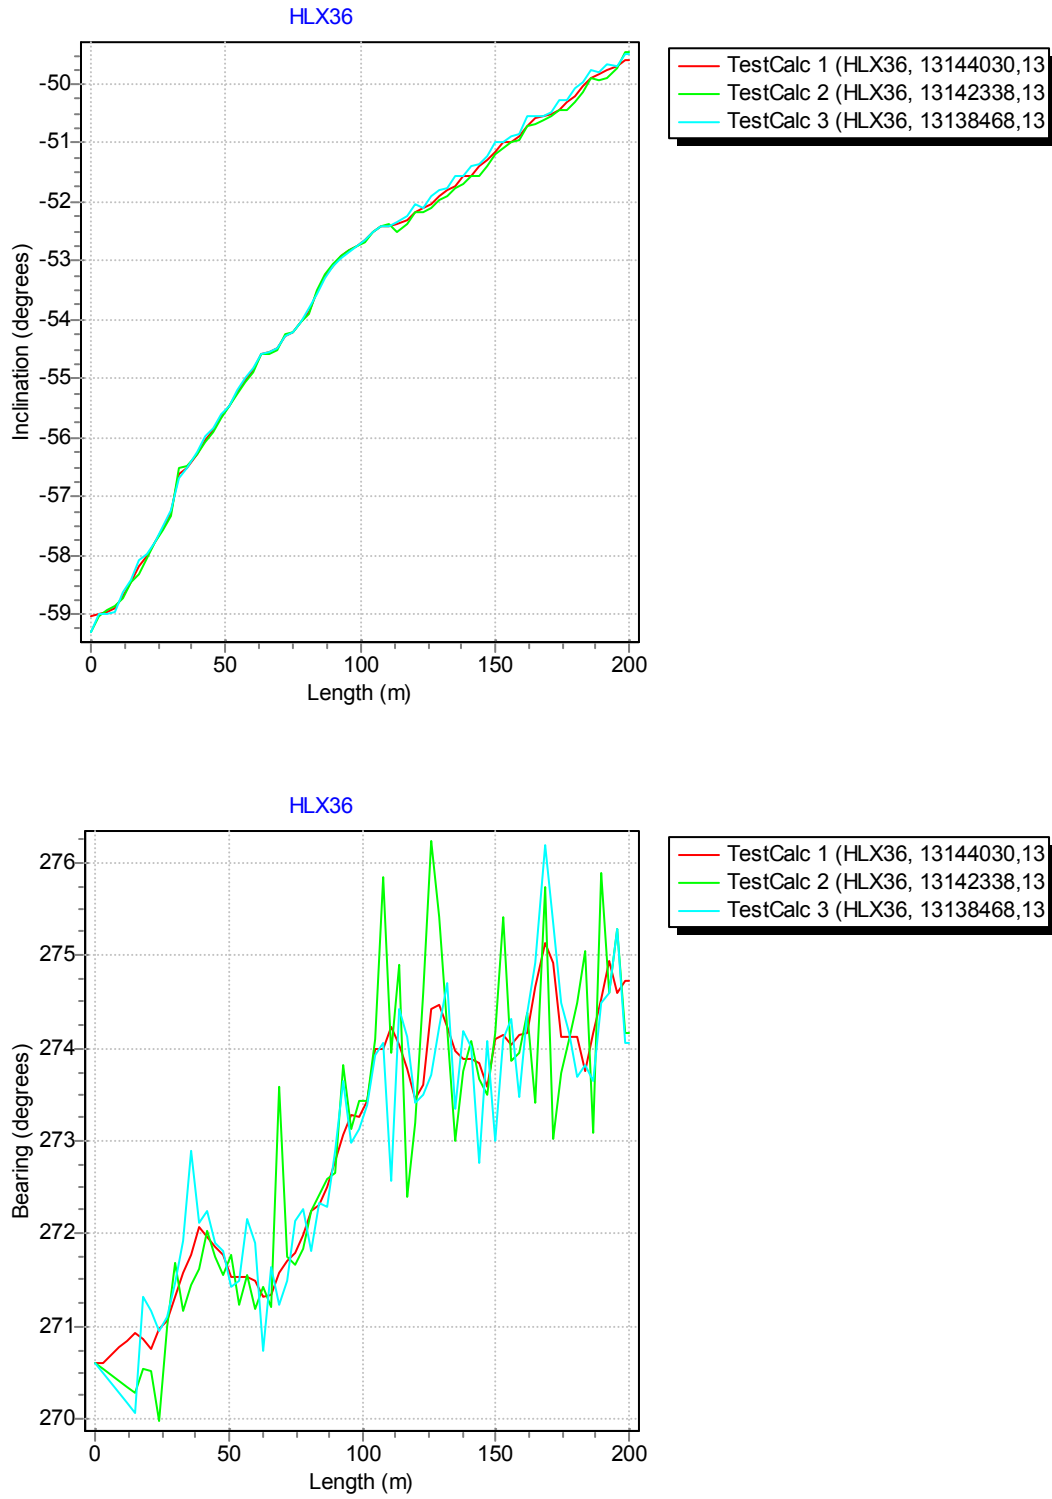 HLX36
-50
-51
-52
-53
-54
-55
-56
-57
-58
-59
Inclination (degrees)
0 50 100 150 200
Length (m)
TestCalc 1 (HLX36, 13144030,13
TestCalc 2 (HLX36, 13142338,13
TestCalc 3 (HLX36, 13138468,13
HLX36
276
275
274
273
272
271
270
Bearing (degrees)
0 50 100 150 200
Length (m)
TestCalc 1 (HLX36, 13144030,13
TestCalc 2 (HLX36, 13142338,13
TestCalc 3 (HLX36, 13138468,13